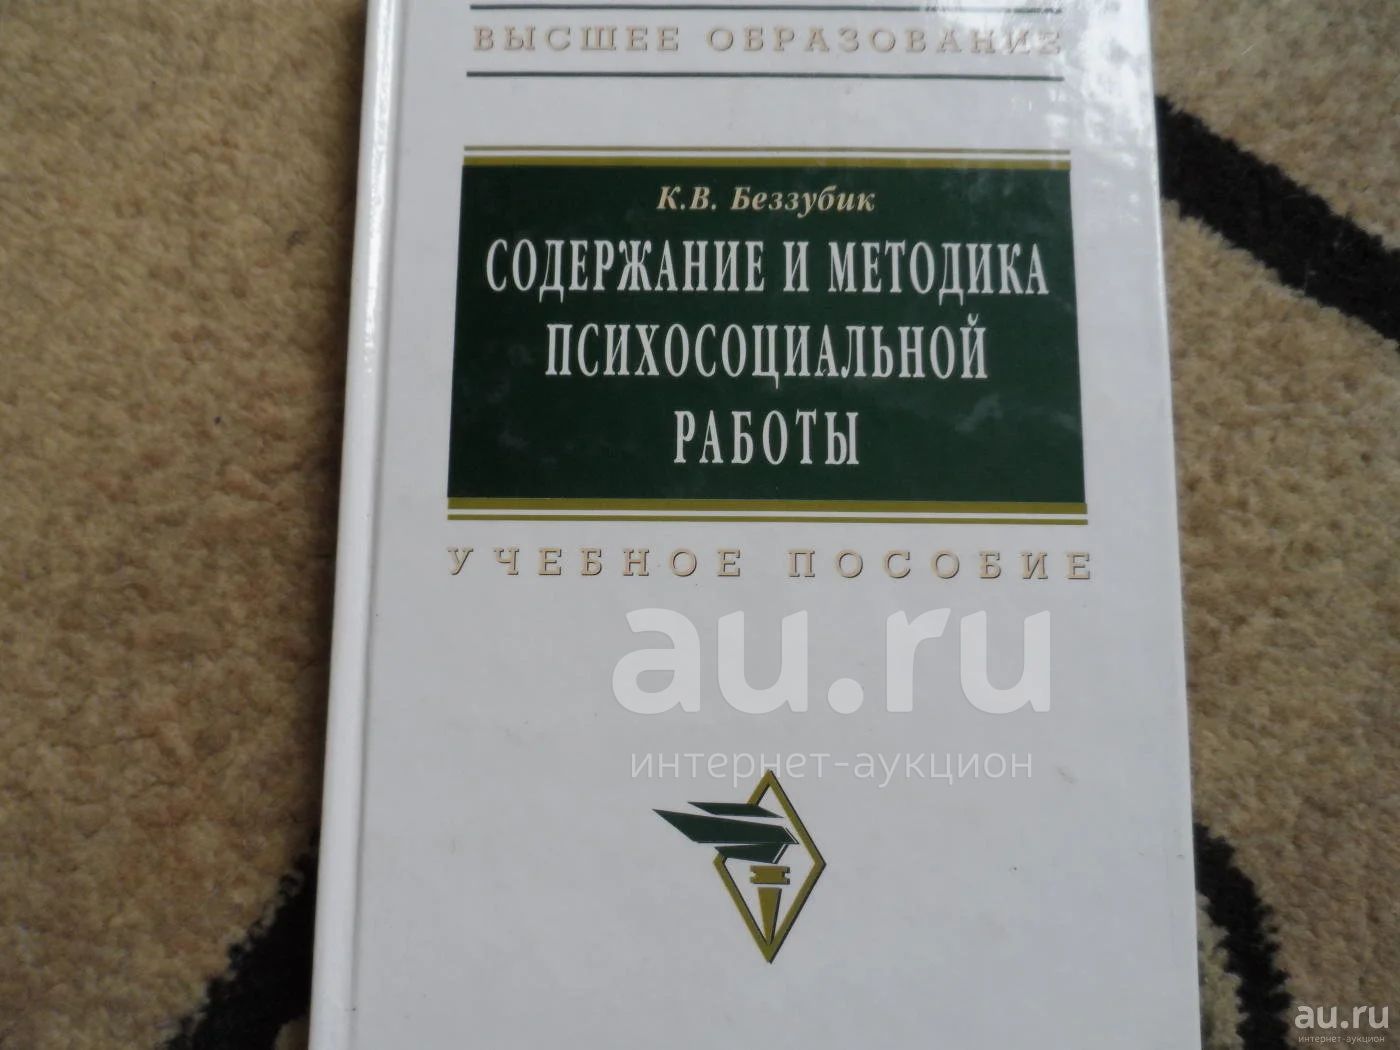 ВЫСШЕЕ ОБРАЗОВАНИЕ
К.В. Беззубик
СОДЕРЖАНИЕ И МЕТОДИКА
ПСИХОСОЦИАЛЬНОЙ
РАБОТЫ
УЧЕБНОЕ ПОСОБИЕ
au.ru
интернет-аукцион
au.ru
интернет-аукцион